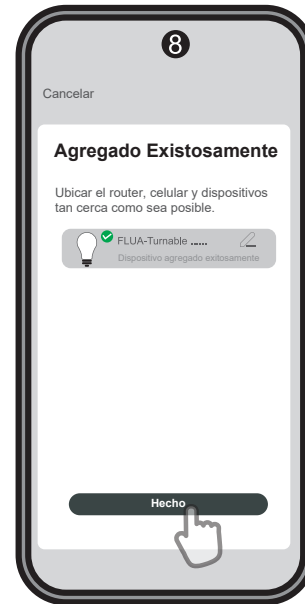 8
Cancelar
Agregado Existosamente
Ubicar el router, celular y dispositivos
tan cerca como sea posible.
FLUA-Turnable .....
Dispositivo agregado exitosamente
Hecho